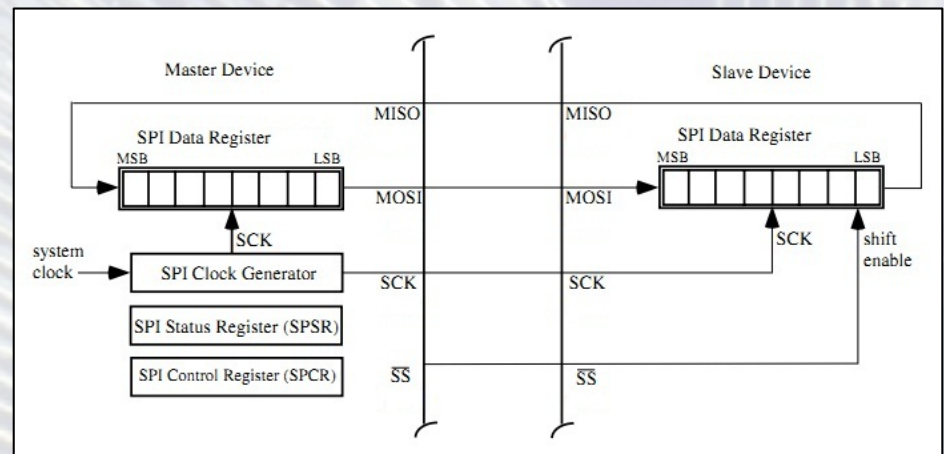 Master Device
Slave Device
MISO
MISO
SPI Data Register
SPI Data Register
MSB
LSB
MSB
LSB
MOSI
MOSI
SCK
SCK
shift
enable
system
clock
SPI Clock Generator
SCK
SCK
SPI Status Register (SPSR)
SPI Control Register (SPCR)
SS
SS